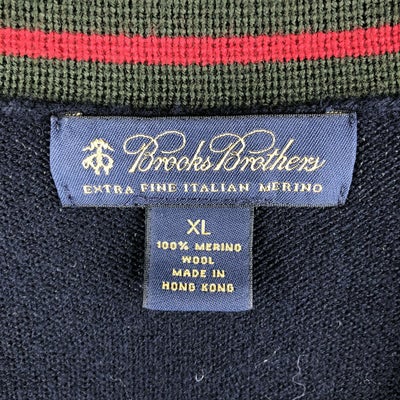 Brooks Brothers
EXTRA FINE ITALIAN MERINO
XL
100% MERINO
WOOL
MADE IN
HONG KONG